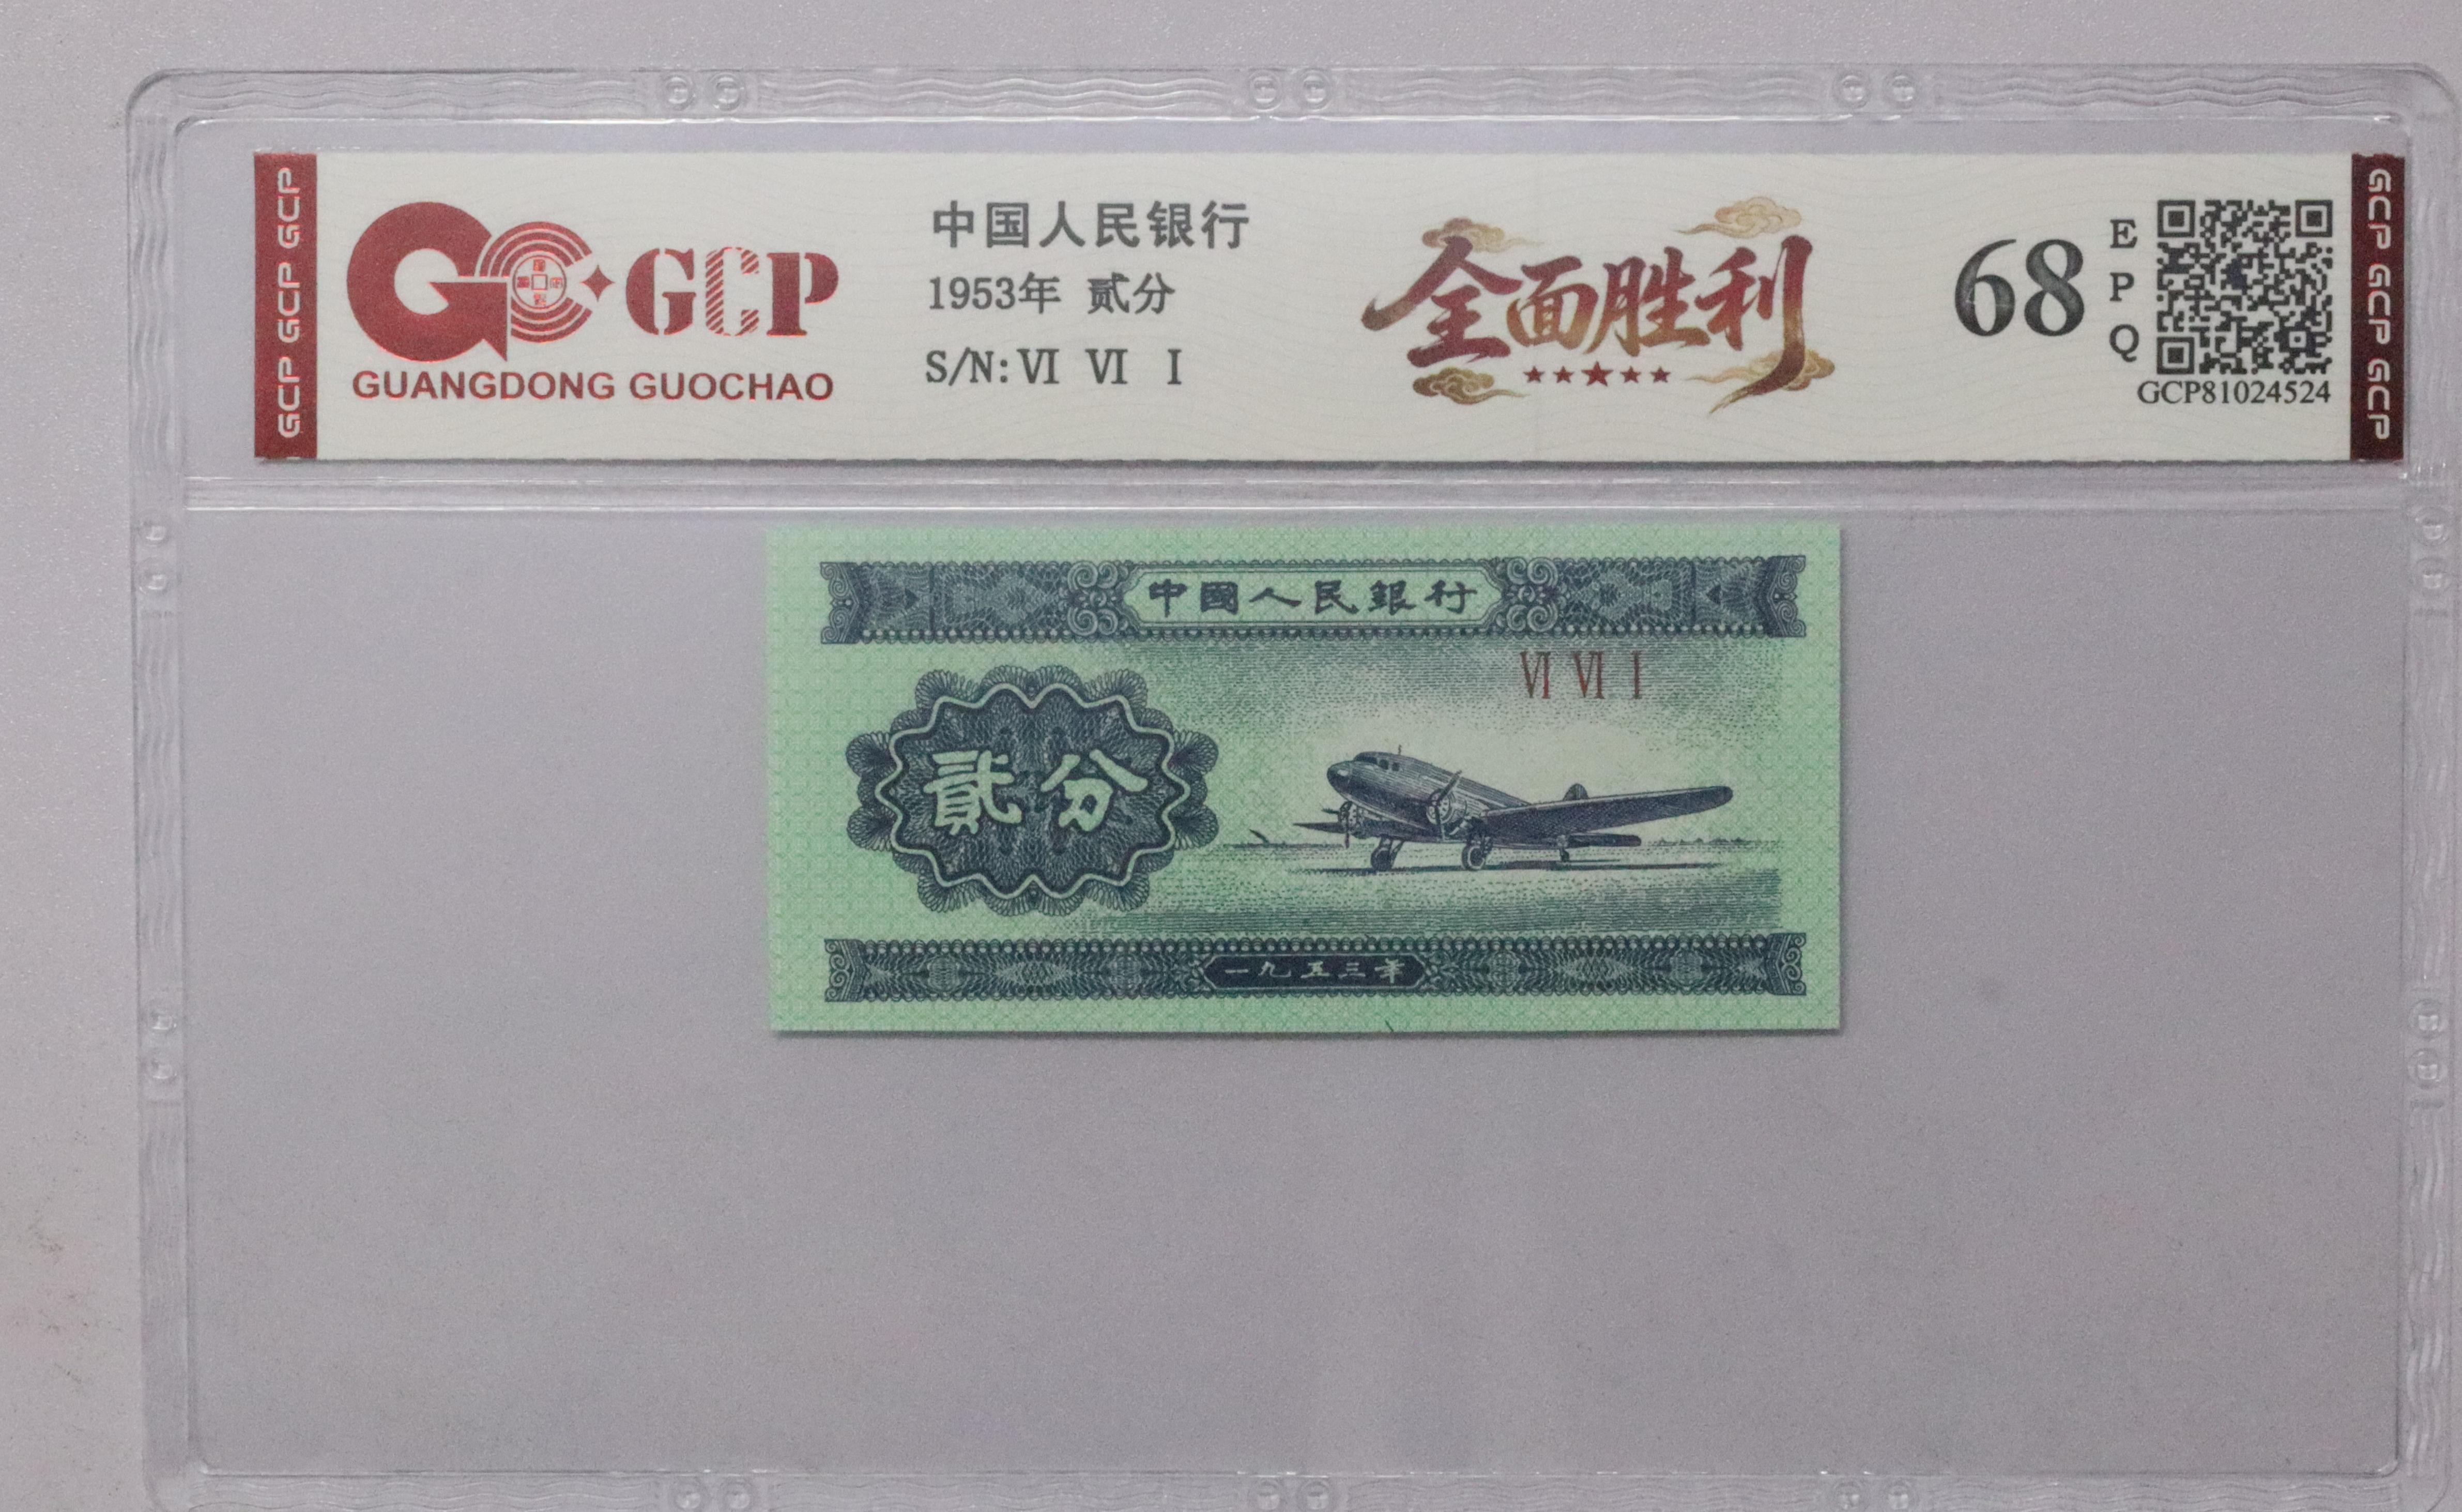 GCP GCP GCP
GCP
GUANGDONG GUOCHAO
中国人民银行
1953年 贰分
S/N: VI VI I
全面胜利
★★★★★
68
E
P
Q
GCP81024524
GCP GCP GCP
中國人民銀行
VI VI I
貳分
一九五三年